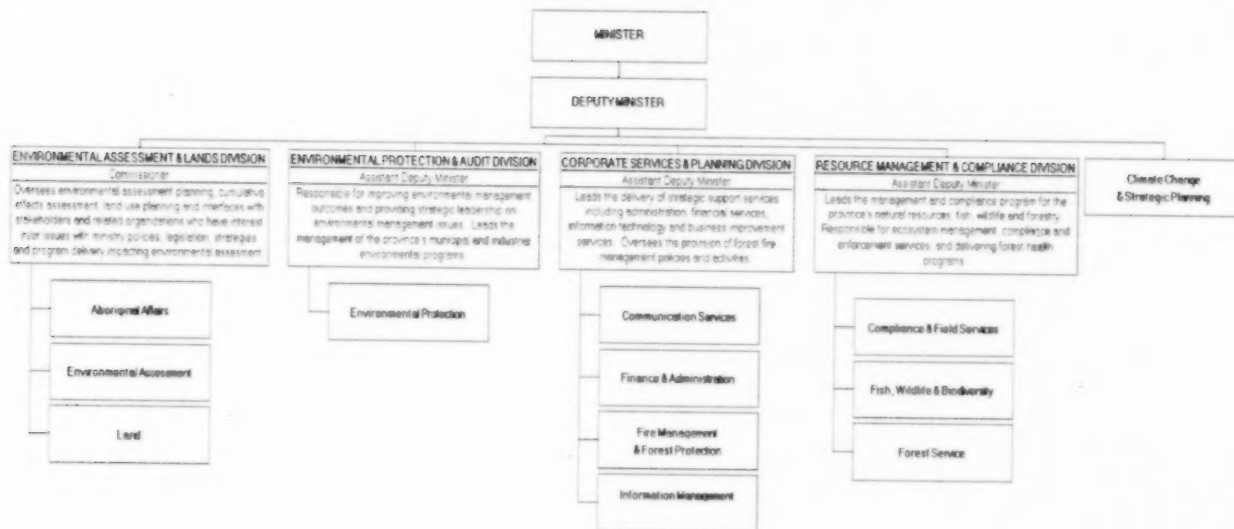 MINISTER
DEPUTY MINISTER
ENVIRONMENTAL ASSESSMENT & LANDS DIVISION
Commissioner
Oversees environmental assessment planning, cumulative
effects assessment, land use planning and interfaces with
stakeholders and related organizations who have interest
in/or issues with ministry policies, legislation, strategies
and program delivery impacting environmental assessment
Aboriginal Affairs
Environmental Assessment
Land
ENVIRONMENTAL PROTECTION & AUDIT DIVISION
Assistant Deputy Minister
Responsible for improving environmental management
outcomes and providing strategic leadership on
environmental management issues. Leads the
management of the province's municipal and industrial
environmental programs
Environmental Protection
CORPORATE SERVICES & PLANNING DIVISION
Assistant Deputy Minister
Leads the delivery of strategic support services
including administration, financial services,
information technology and business improvement
services. Oversees the provision of forest fire
management policies and activities
Communication Services
Finance & Administration
Fire Management
& Forest Protection
Information Management
RESOURCE MANAGEMENT & COMPLIANCE DIVISION
Assistant Deputy Minister
Leads the management and compliance program for the
province's natural resources, fish, wildlife and forestry.
Responsible for ecosystem management, compliance and
enforcement services, and delivering forest health
programs
Compliance & Field Services
Fish, Wildlife & Biodiversity
Forest Service
Climate Change
& Strategic Planning